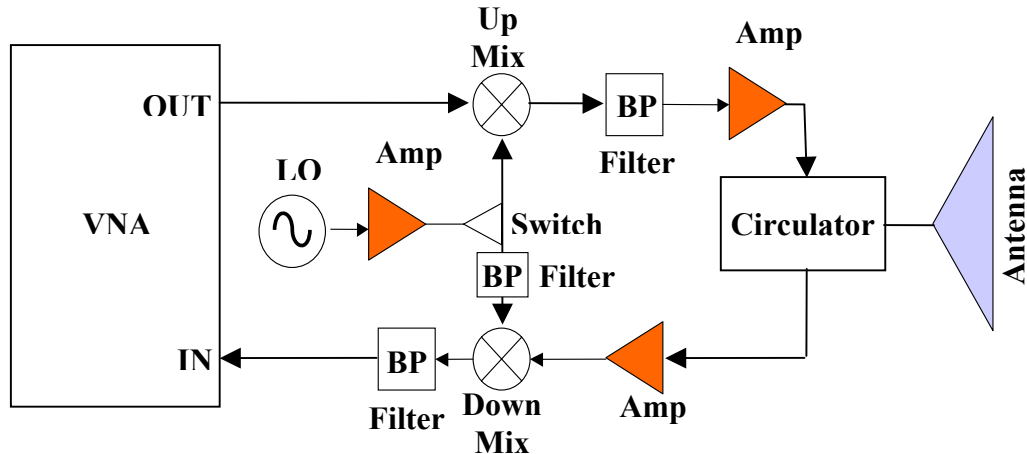 Up
Mix
Amp
OUT
BP
Amp
Filter
LO
VNA
Switch
Circulator
Antenna
BP
Filter
IN
BP
Filter
Down
Mix
Amp